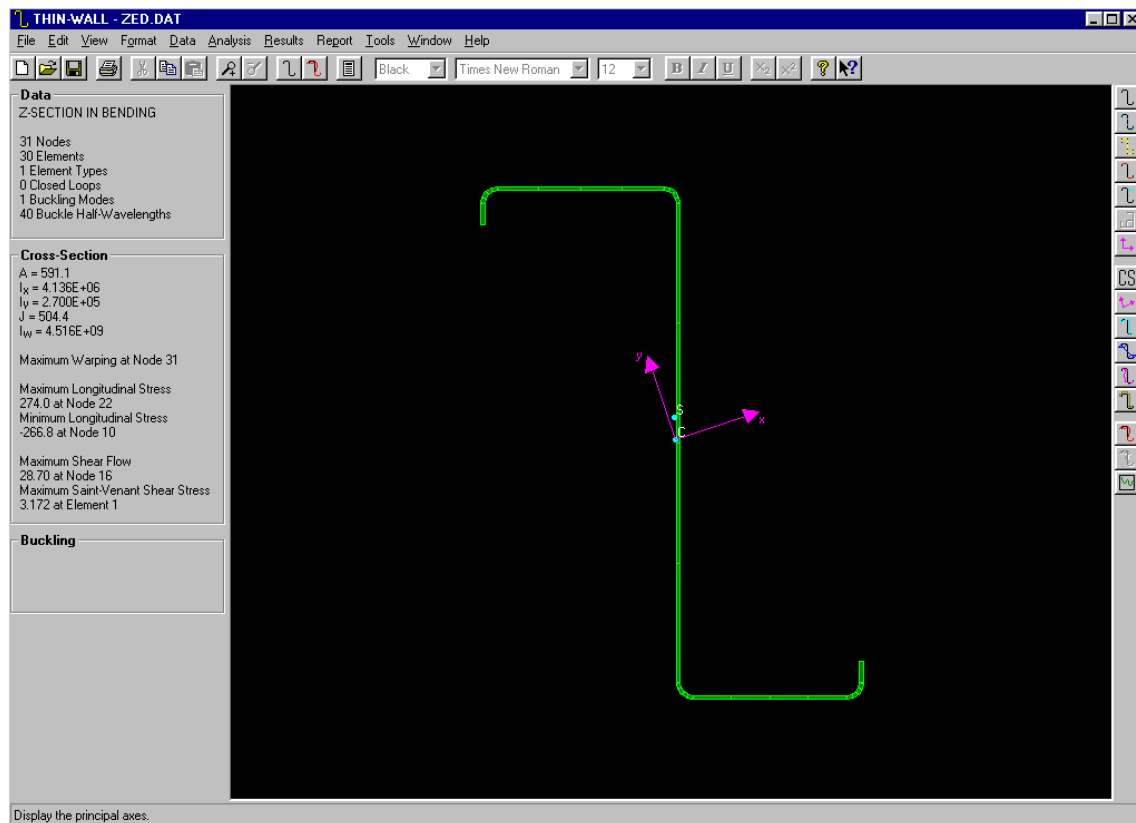 THIN-WALL - ZED.DAT
File Edit View Format Data Analysis Results Report Tools Window Help
Black Times New Roman 12 B I U X₂ x²
Data
Z-SECTION IN BENDING
31 Nodes
30 Elements
1 Element Types
0 Closed Loops
1 Buckling Modes
40 Buckle Half-Wavelengths
Cross-Section
A = 591.1
Ix = 4.136E+06
Iy = 2.700E+05
J = 504.4
Iw = 4.516E+09
Maximum Warping at Node 31
Maximum Longitudinal Stress
274.0 at Node 22
Minimum Longitudinal Stress
-266.8 at Node 10
Maximum Shear Flow
28.70 at Node 16
Maximum Saint-Venant Shear Stress
3.172 at Element 1
Buckling
y
S
x
C
CS
Display the principal axes.